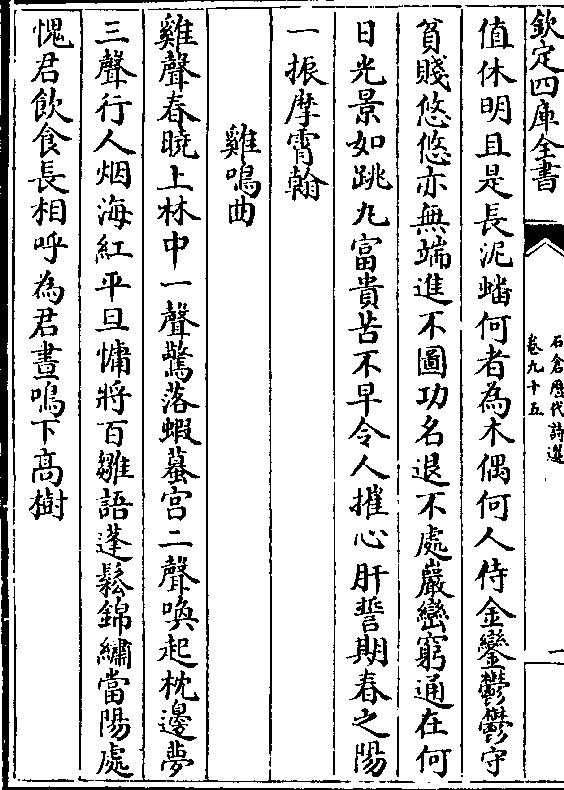 欽定四庫全書
石倉歴代詩選
卷九十五
一
值休明且是長泥蟠何者為木偶何人侍金鑾鬱鬱守
貧賤悠悠亦無端進不圖功名退不處巖巒窮通在何
日光景如跳丸富貴苦不早令人摧心肝誓期春之陽
一振摩霄翰
雞鳴曲
雞聲春曉上林中一聲驚落蝦蟇宫二聲喚起枕邊夢
三聲行人烟海紅平旦慵將百雛語蓬鬆錦繡當陽處
愧君飲食長相呼為君晝鳴下高樹